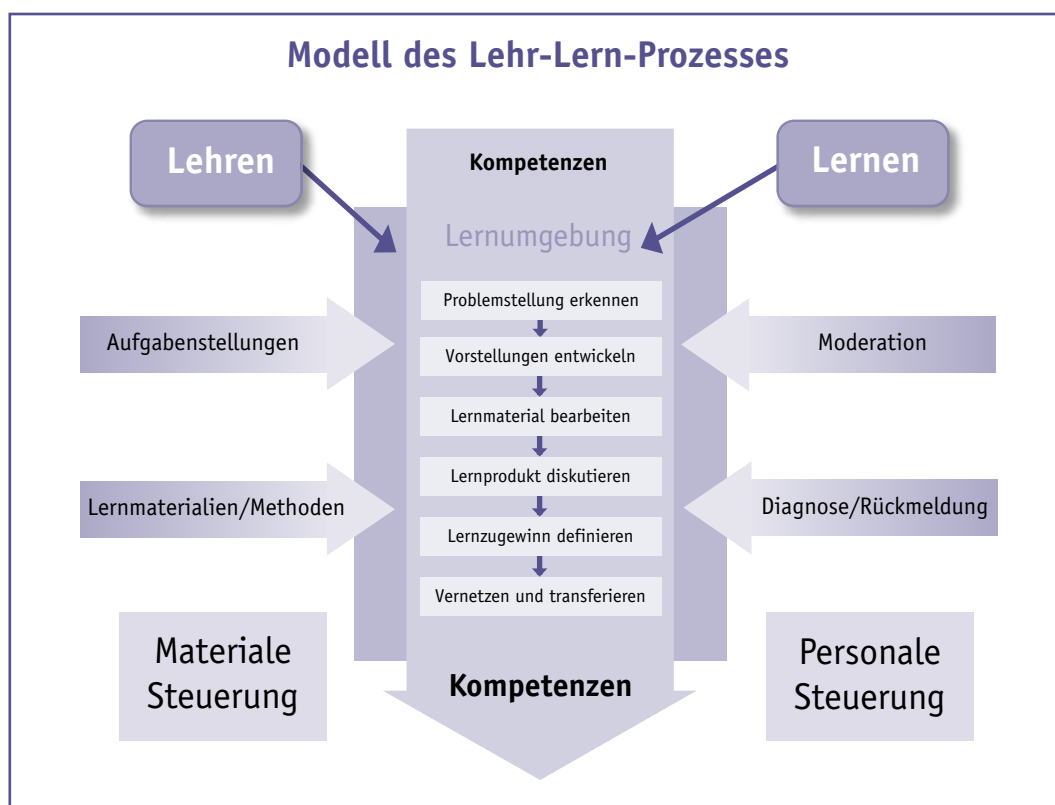 Modell des Lehr-Lern-Prozesses
Lehren
Kompetenzen
Lernen
Lernumgebung
Problemstellung erkennen
Aufgabenstellungen
Vorstellungen entwickeln
Moderation
Lernmaterial bearbeiten
Lernprodukt diskutieren
Lernmaterialien/Methoden
Diagnose/Rückmeldung
Lernzugewinn definieren
Vernetzen und transferieren
Materiale
Steuerung
Kompetenzen
Personale
Steuerung